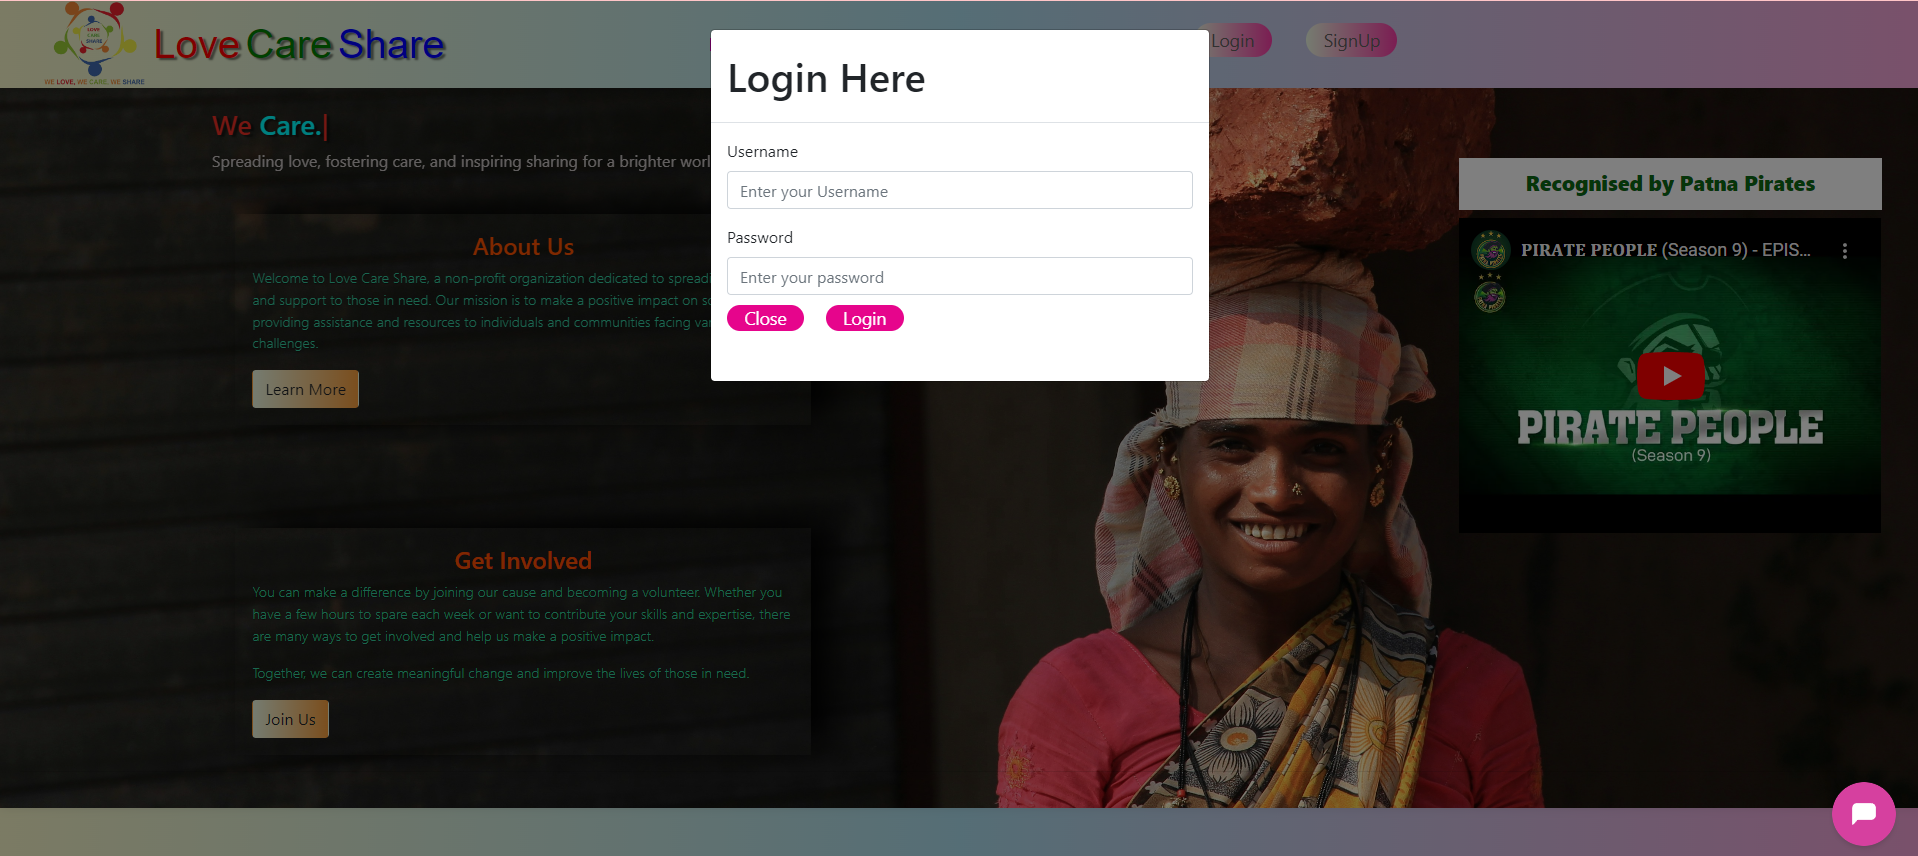 LOVE
CARE
SHARE
WE LOVE, WE CARE, WE SHARE
Love Care Share
Login
SignUp
Login Here
Username
Enter your Username
Password
Enter your password
Close
Login
We Care.
Spreading love, fostering care, and inspiring sharing for a brighter worl
About Us
Welcome to Love Care Share, a non-profit organization dedicated to spreadi
and support to those in need. Our mission is to make a positive impact on so
providing assistance and resources to individuals and communities facing var
challenges.
Learn More
Get Involved
You can make a difference by joining our cause and becoming a volunteer. Whether you
have a few hours to spare each week or want to contribute your skills and expertise, there
are many ways to get involved and help us make a positive impact.
Together, we can create meaningful change and improve the lives of those in need.
Join Us
Recognised by Patna Pirates
PIRATE PEOPLE (Season 9) - EPIS...
PIRATE PEOPLE
(Season 9)